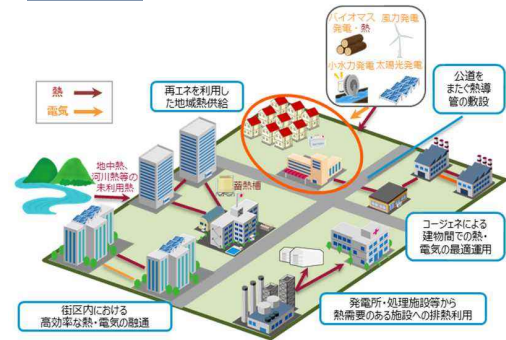 バイオマス
発電・熱
風力発電
小水力発電
太陽光発電
熱
電気
再エネを利用し
た地域熱供給
公道を
またぐ熱導
管の敷設
地中熱、
河川熱等の
未利用熱
蓄熱槽
コージェネによる
建物間での熱・
電気の最適運用
街区内における
高効率な熱・電気の融通
発電所・処理施設等から
熱需要のある施設への排熱利用